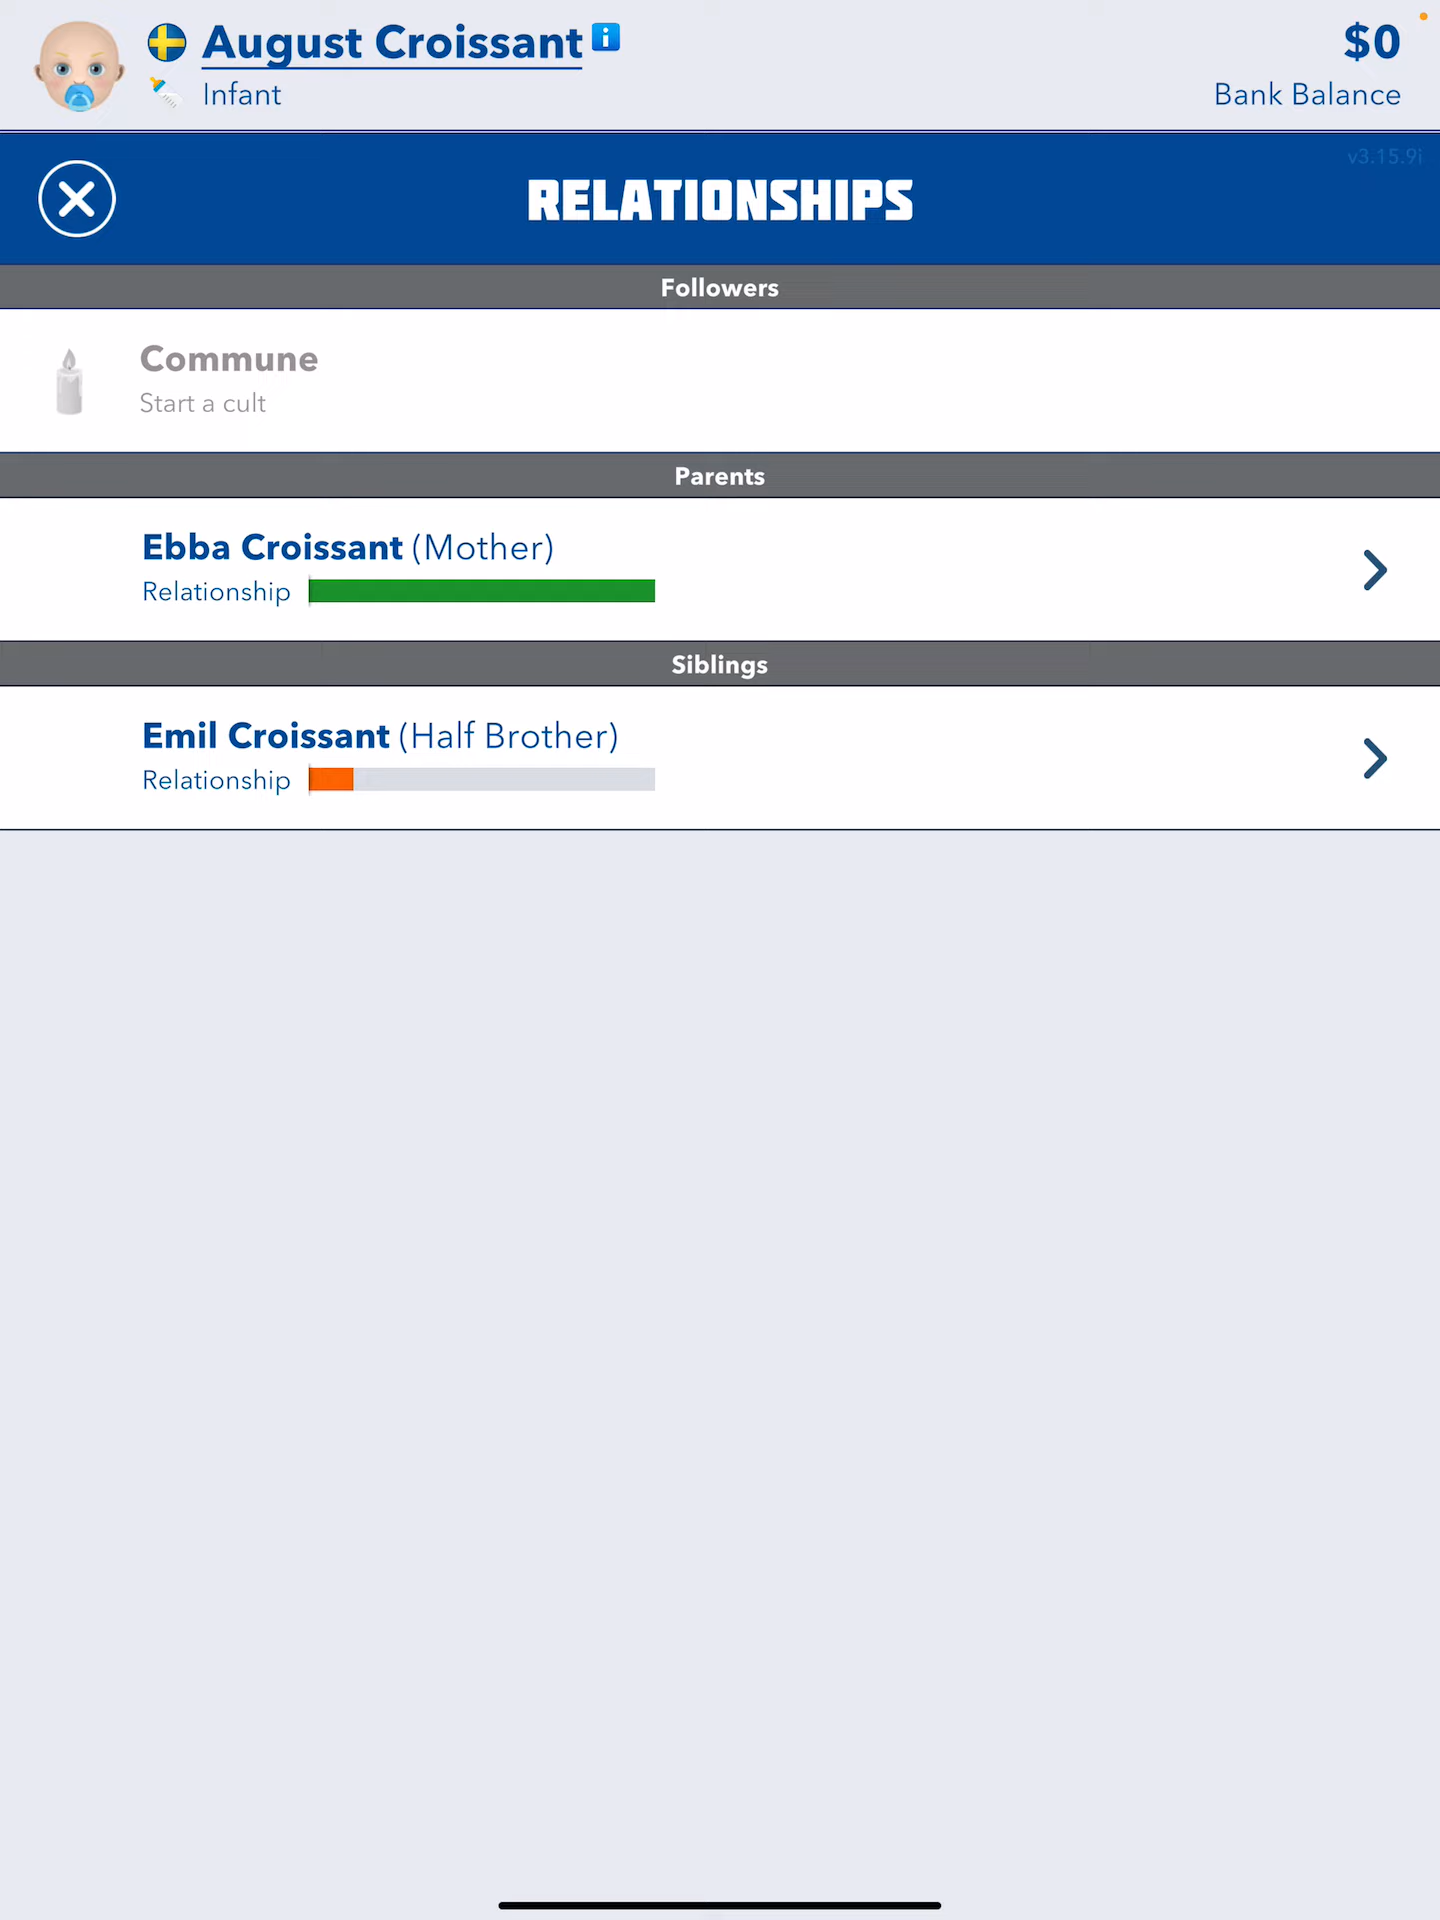 August Croissant i
Infant
$0
Bank Balance
v3.15.9i
RELATIONSHIPS
Followers
Commune
Start a cult
Parents
Ebba Croissant (Mother)
Relationship
Siblings
Emil Croissant (Half Brother)
Relationship